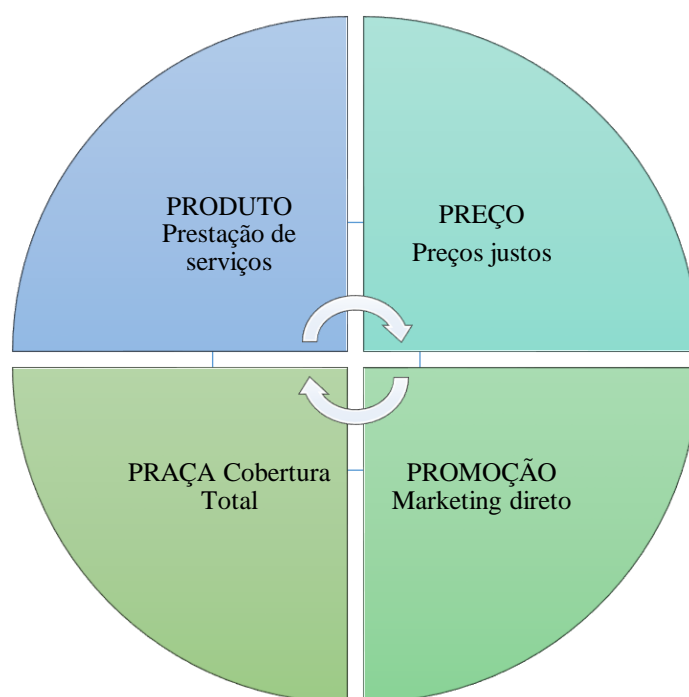 PRODUTO
Prestação de
serviços
PREÇO
Preços justos
PRAÇA Cobertura
Total
PROMOÇÃO
Marketing direto